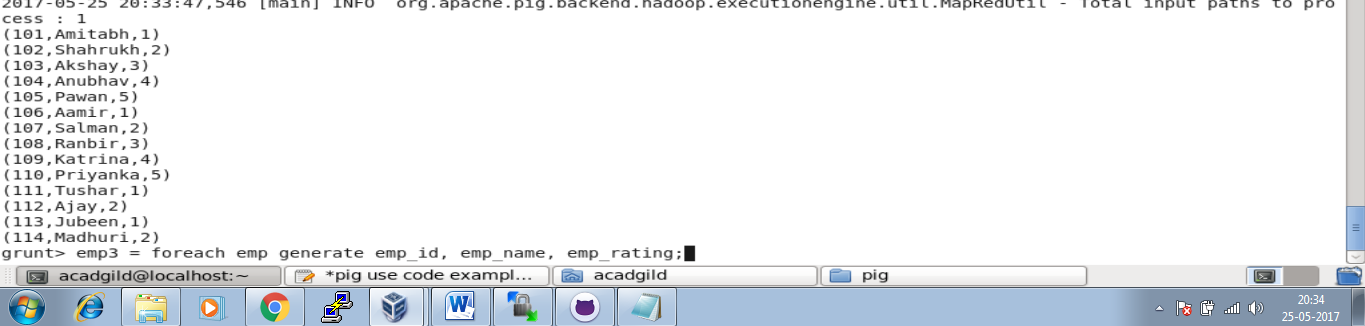 2017-05-25 20:33:47,546 [main] INFO  org.apache.pig.backend.hadoop.executionengine.util.MapRedUtil - Total input paths to pro
cess : 1
(101,Amitabh,1)
(102,Shahrukh,2)
(103,Akshay,3)
(104,Anubhav,4)
(105,Pawan,5)
(106,Aamir,1)
(107,Salman,2)
(108,Ranbir,3)
(109,Katrina,4)
(110,Priyanka,5)
(111,Tushar,1)
(112,Ajay,2)
(113,Jubeen,1)
(114,Madhuri,2)
grunt> emp3 = foreach emp generate emp_id, emp_name, emp_rating;
acadgild@localhost:~ *pig use code exampl... acadgild pig
20:34
25-05-2017